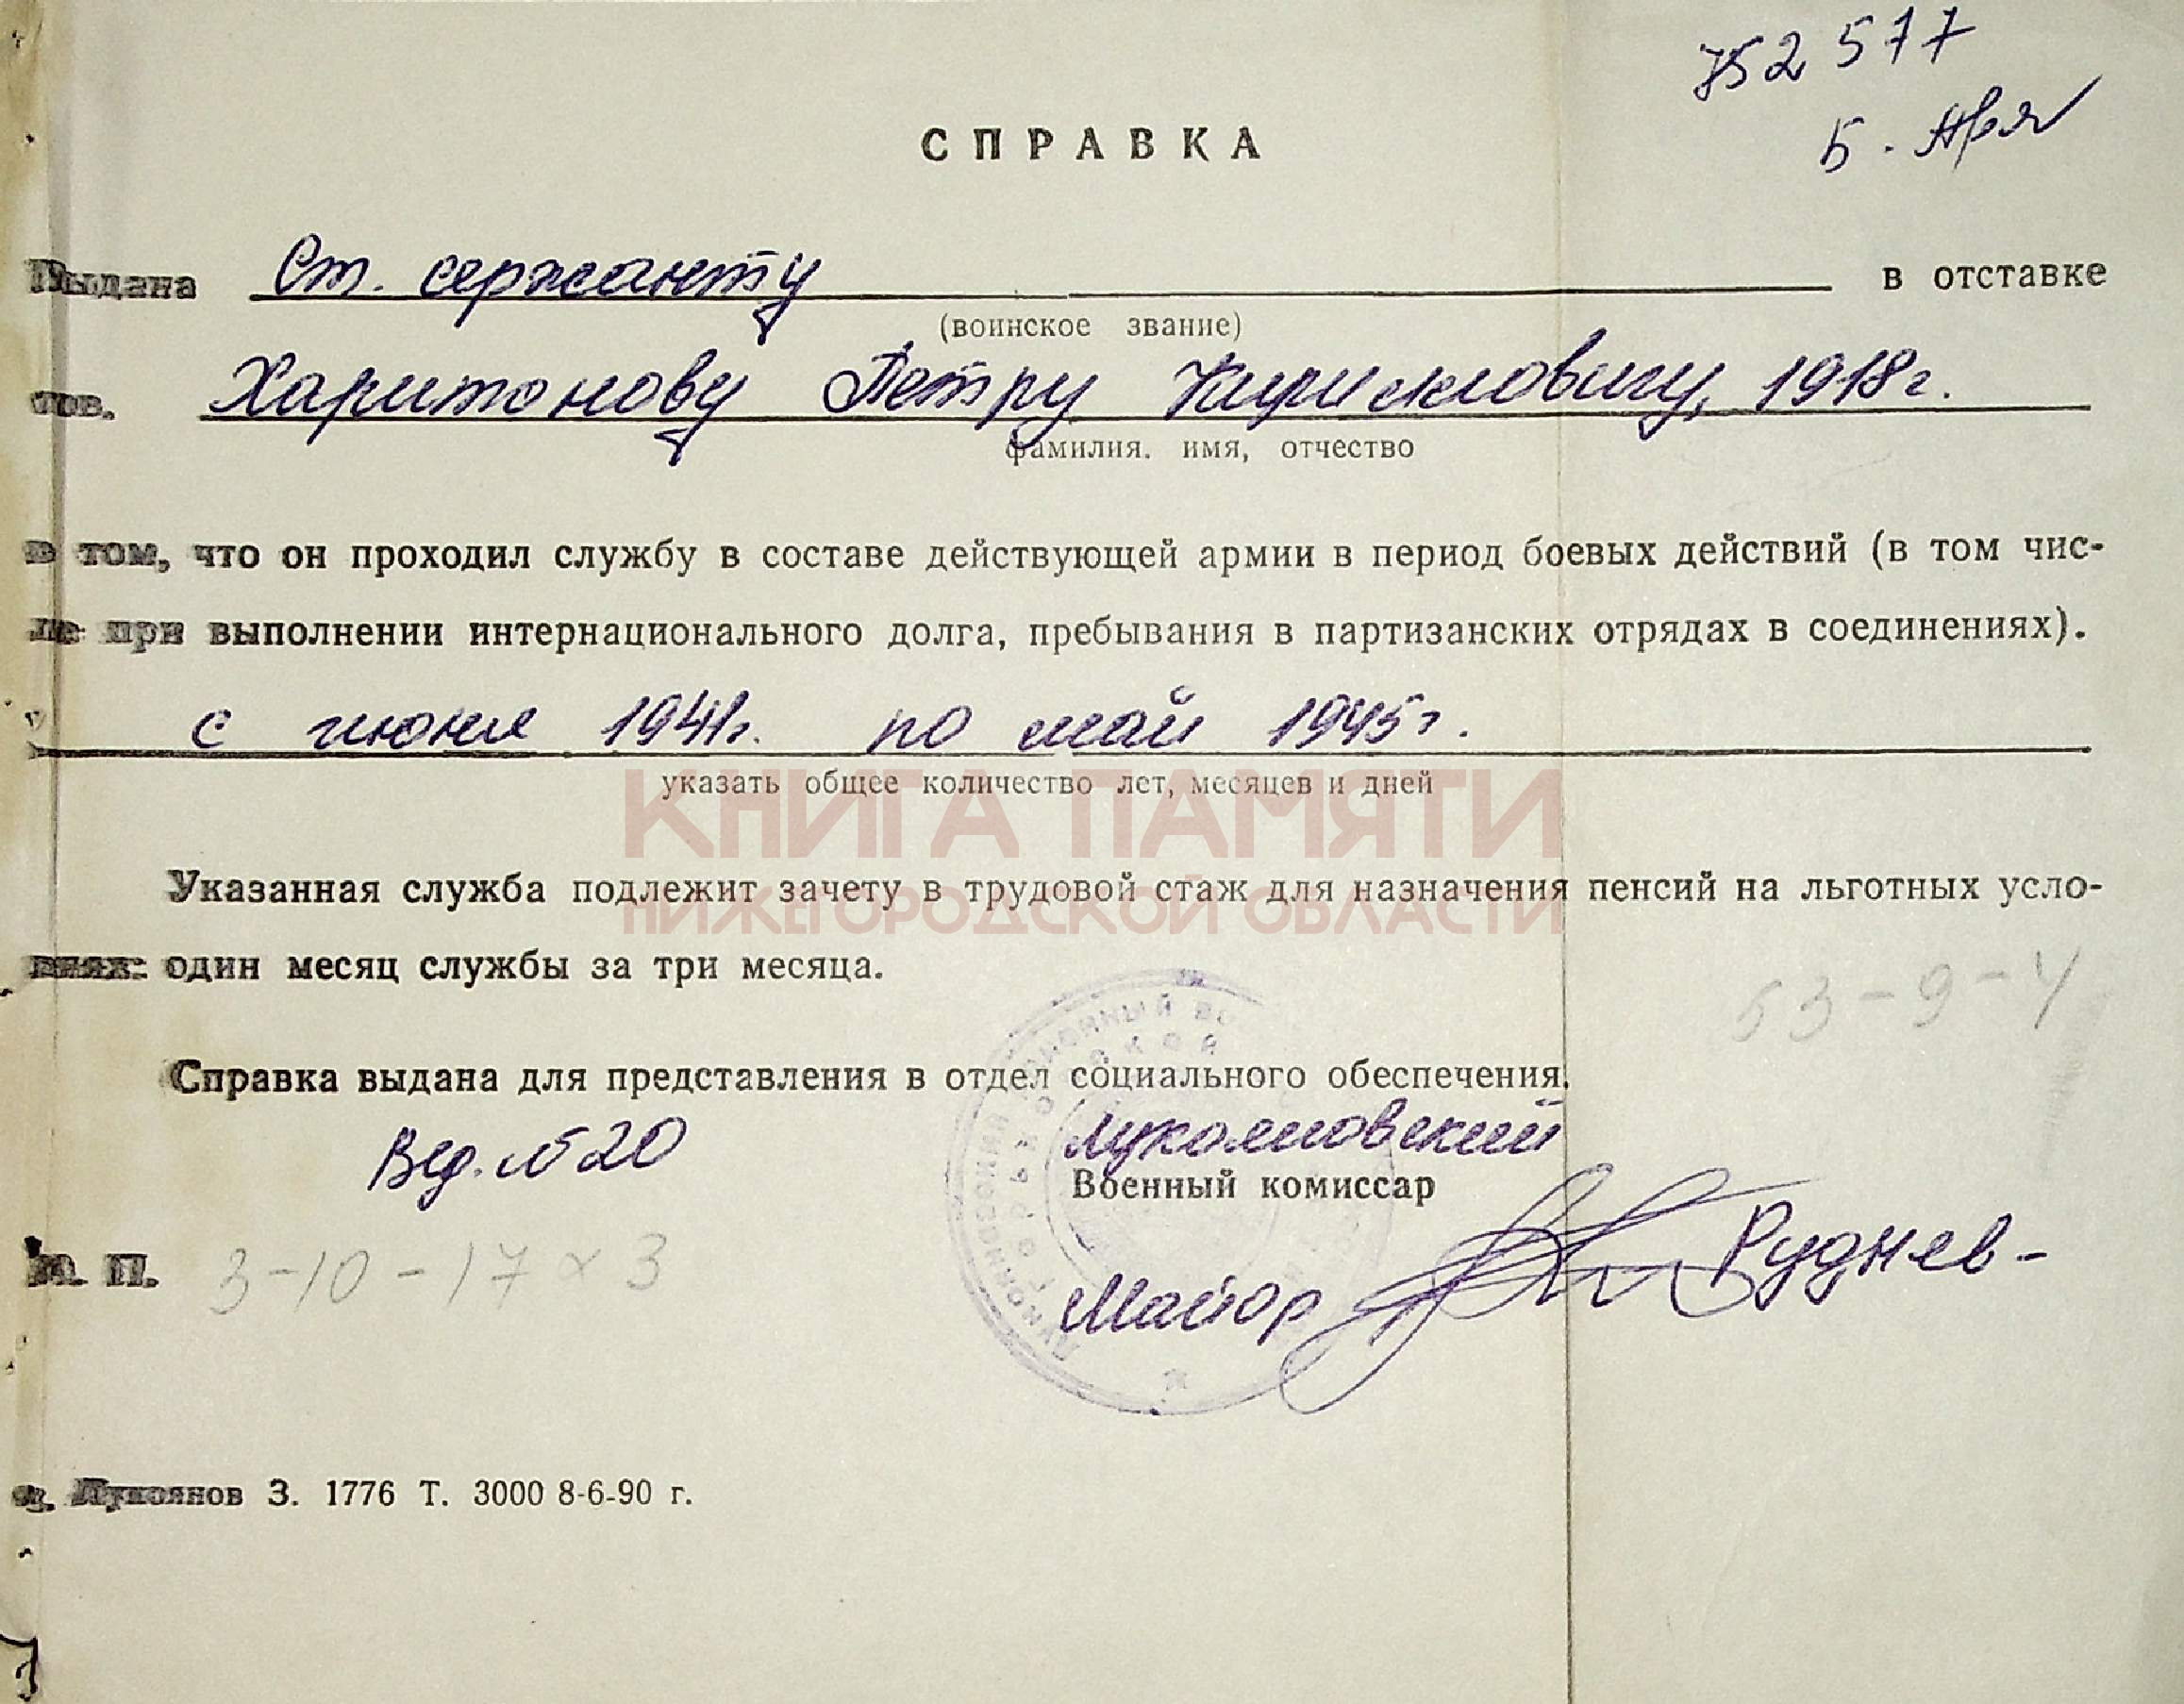 752 577
СПРАВКА
Б.
Выдана Ст. сержанту в отставке
(воинское звание)
тов. Харитонову Петру Кирилловичу, 1918г.
фамилия. имя, отчество
в том, что он проходил службу в составе действующей армии в период боевых действий (в том чис-
ле при выполнении интернационального долга, пребывания в партизанских отрядах в соединениях).
с июня 1941г. по май 1945г.
указать общее количество лет, месяцев и дней
КНИГА ПАМЯТИ
НИЖЕГОРОДСКОЙ ОБЛАСТИ
Указанная служба подлежит зачету в трудовой стаж для назначения пенсий на льготных усло-
виях: один месяц службы за три месяца.
53-9-4
Справка выдана для представления в отдел социального обеспечения.
Вед. №20 Лукояновский
Военный комиссар
М. П. 3-10-17 х 3 Майор Руднев-
Лукоянов З. 1776 Т. 3000 8-6-90 г.